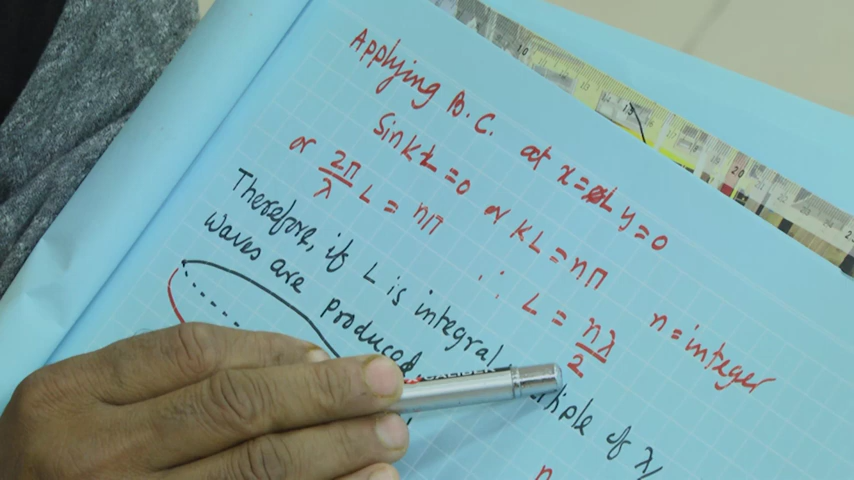 Applying B.C. at x=L y=0
Sin KL=0 or KL=nπ n=integer
or 2π/λ L = nπ ∴ L = nλ/2
Therefore, if L is integral multiple of λ/
waves are produced